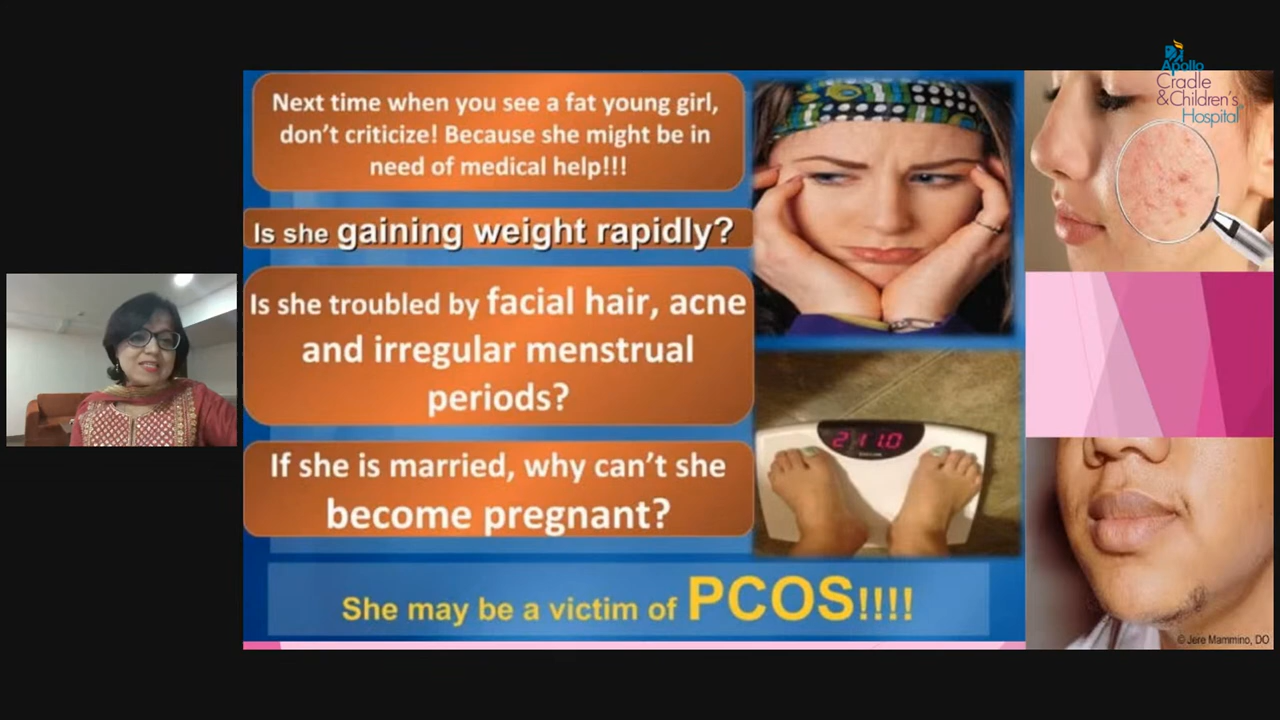 Next time when you see a fat young girl,
don't criticize! Because she might be in
need of medical help!!!
Is she gaining weight rapidly?
Is she troubled by facial hair, acne
and irregular menstrual
periods?
If she is married, why can't she
become pregnant?
She may be a victim of PCOS!!!!
211.0
Apollo
Cradle
& Children's
Hospital
© Jere Mammino, DO